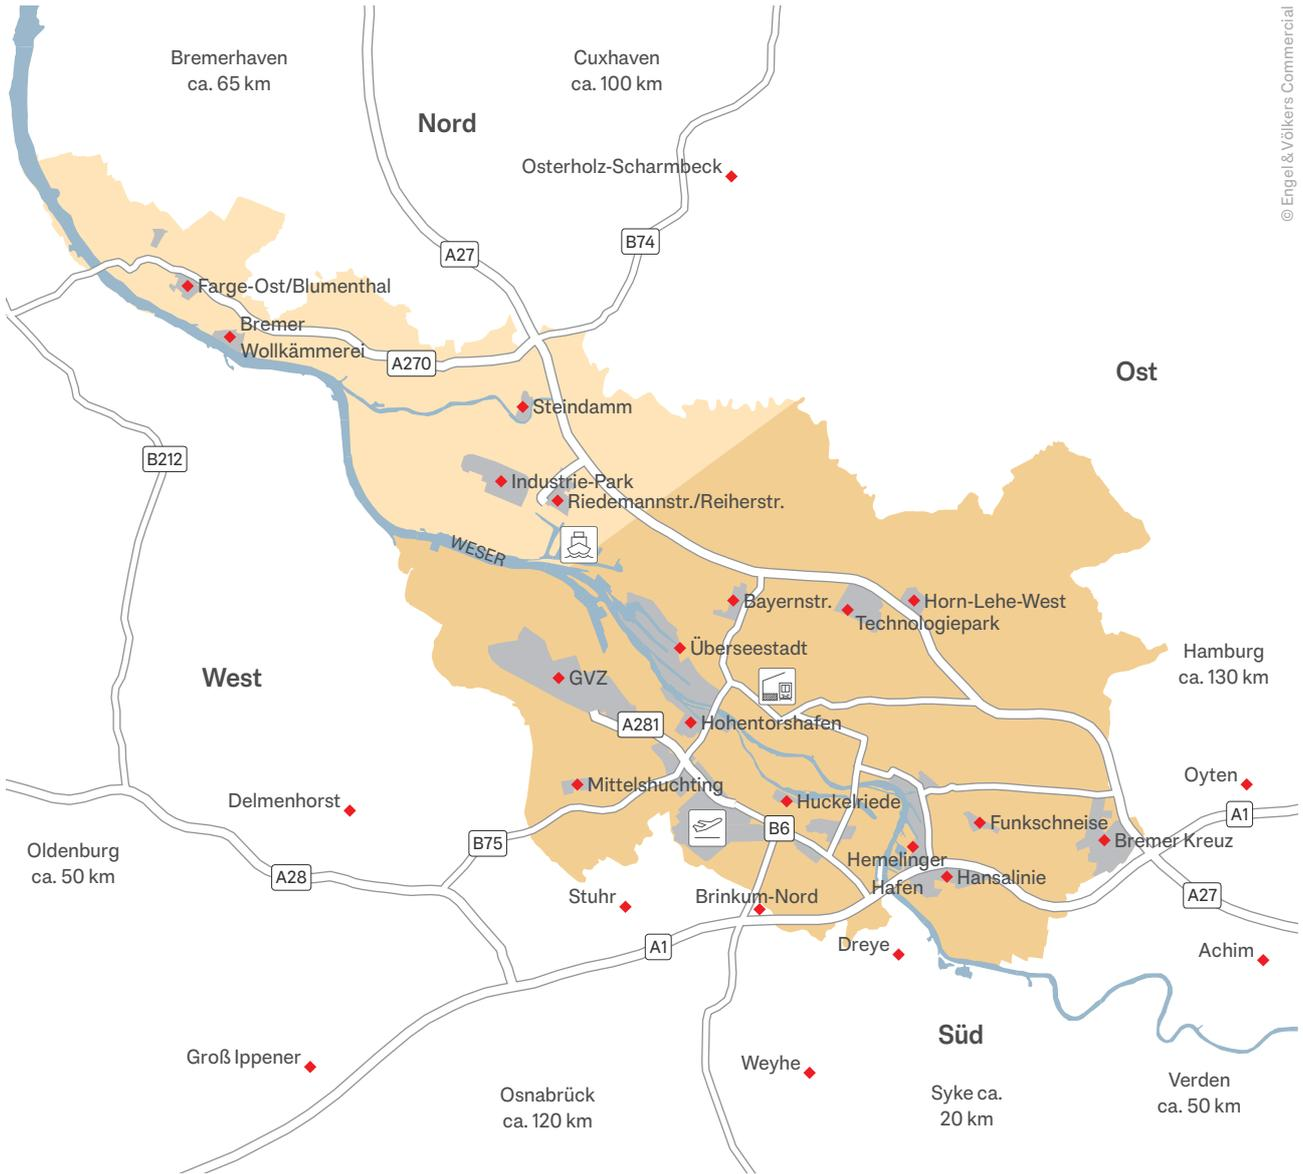 © Engel & Völkers Commercial
Bremerhaven
ca. 65 km
Cuxhaven
ca. 100 km
Nord
Osterholz-Scharmbeck
A27
B74
Farge-Ost/Blumenthal
Bremer
Wollkämmerei
A270
Ost
Steindamm
B212
Industrie-Park
Riedemannstr./Reiherstr.
WESER
Bayernstr.
Horn-Lehe-West
Technologiepark
Überseestadt
Hamburg
ca. 130 km
West
GVZ
A281
Hohentorshafen
Mittelshuchting
Oyten
Delmenhorst
Huckelriede
A1
B6
Funkschneise
Bremer Kreuz
B75
Oldenburg
ca. 50 km
Hemelinger
Hafen
A28
Hansalinie
Stuhr
Brinkum-Nord
A27
A1
Dreye
Achim
Süd
Groß Ippener
Weyhe
Osnabrück
ca. 120 km
Syke ca.
20 km
Verden
ca. 50 km